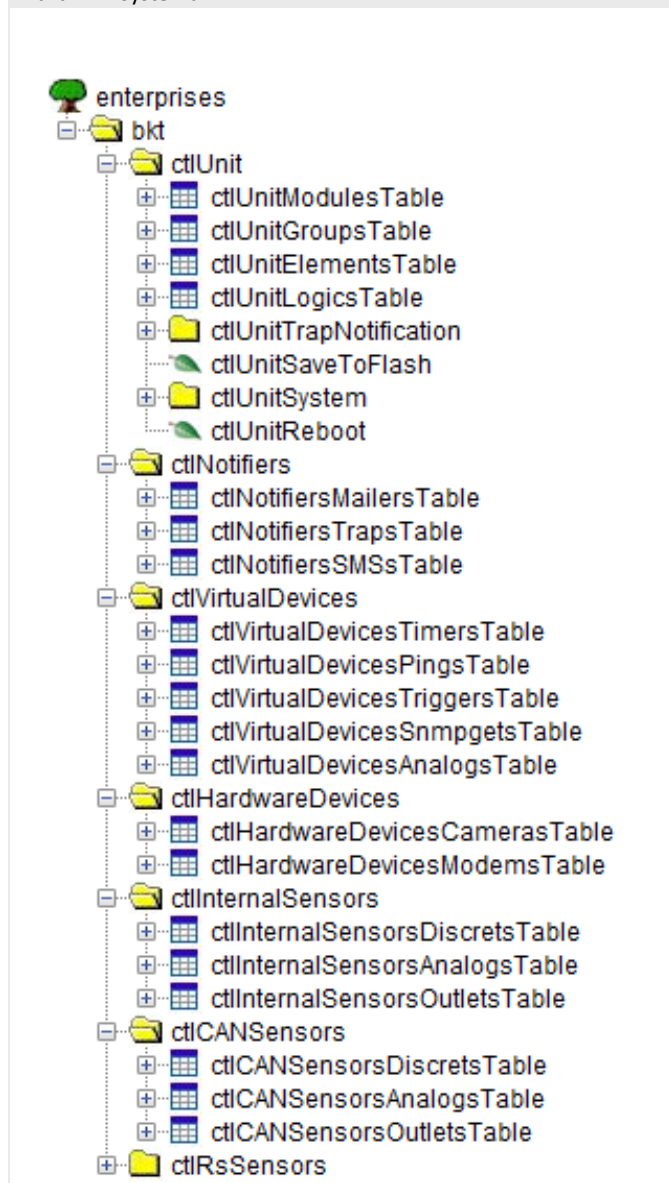 enterprises
bkt
ctlUnit
ctlUnitModulesTable
ctlUnitGroupsTable
ctlUnitElementsTable
ctlUnitLogicsTable
ctlUnitTrapNotification
ctlUnitSaveToFlash
ctlUnitSystem
ctlUnitReboot
ctlNotifiers
ctlNotifiersMailersTable
ctlNotifiersTrapsTable
ctlNotifiersSMSsTable
ctlVirtualDevices
ctlVirtualDevicesTimersTable
ctlVirtualDevicesPingsTable
ctlVirtualDevicesTriggersTable
ctlVirtualDevicesSnmpgetsTable
ctlVirtualDevicesAnalogsTable
ctlHardwareDevices
ctlHardwareDevicesCamerasTable
ctlHardwareDevicesModemsTable
ctlInternalSensors
ctlInternalSensorsDiscretsTable
ctlInternalSensorsAnalogsTable
ctlInternalSensorsOutletsTable
ctlCANSensors
ctlCANSensorsDiscretsTable
ctlCANSensorsAnalogsTable
ctlCANSensorsOutletsTable
ctlRsSensors